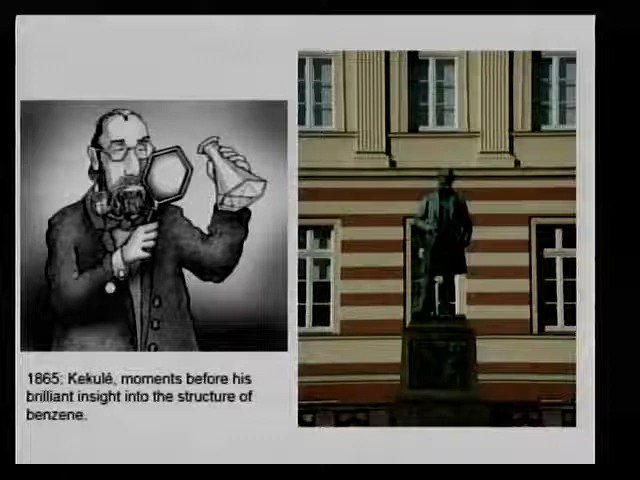 1865: Kekulé, moments before his
brilliant insight into the structure of
benzene.